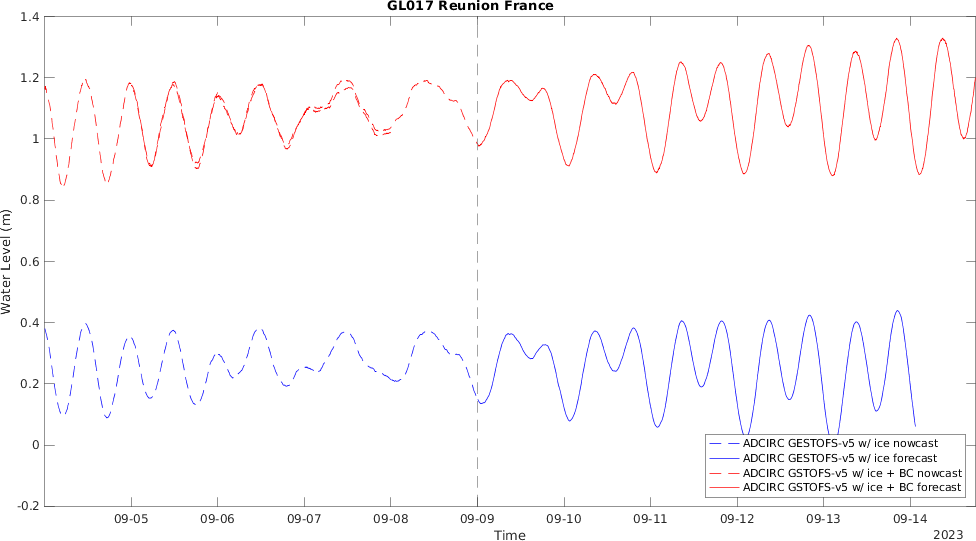 GL017 Reunion France
1.4
1.2
1
0.8
0.6
0.4
0.2
0
-0.2
Water Level (m)
ADCIRC GESTOFS-v5 w/ ice nowcast
ADCIRC GESTOFS-v5 w/ ice forecast
ADCIRC GSTOFS-v5 w/ ice + BC nowcast
ADCIRC GSTOFS-v5 w/ ice + BC forecast
09-05 09-06 09-07 09-08 09-09 09-10 09-11 09-12 09-13 09-14
Time
2023